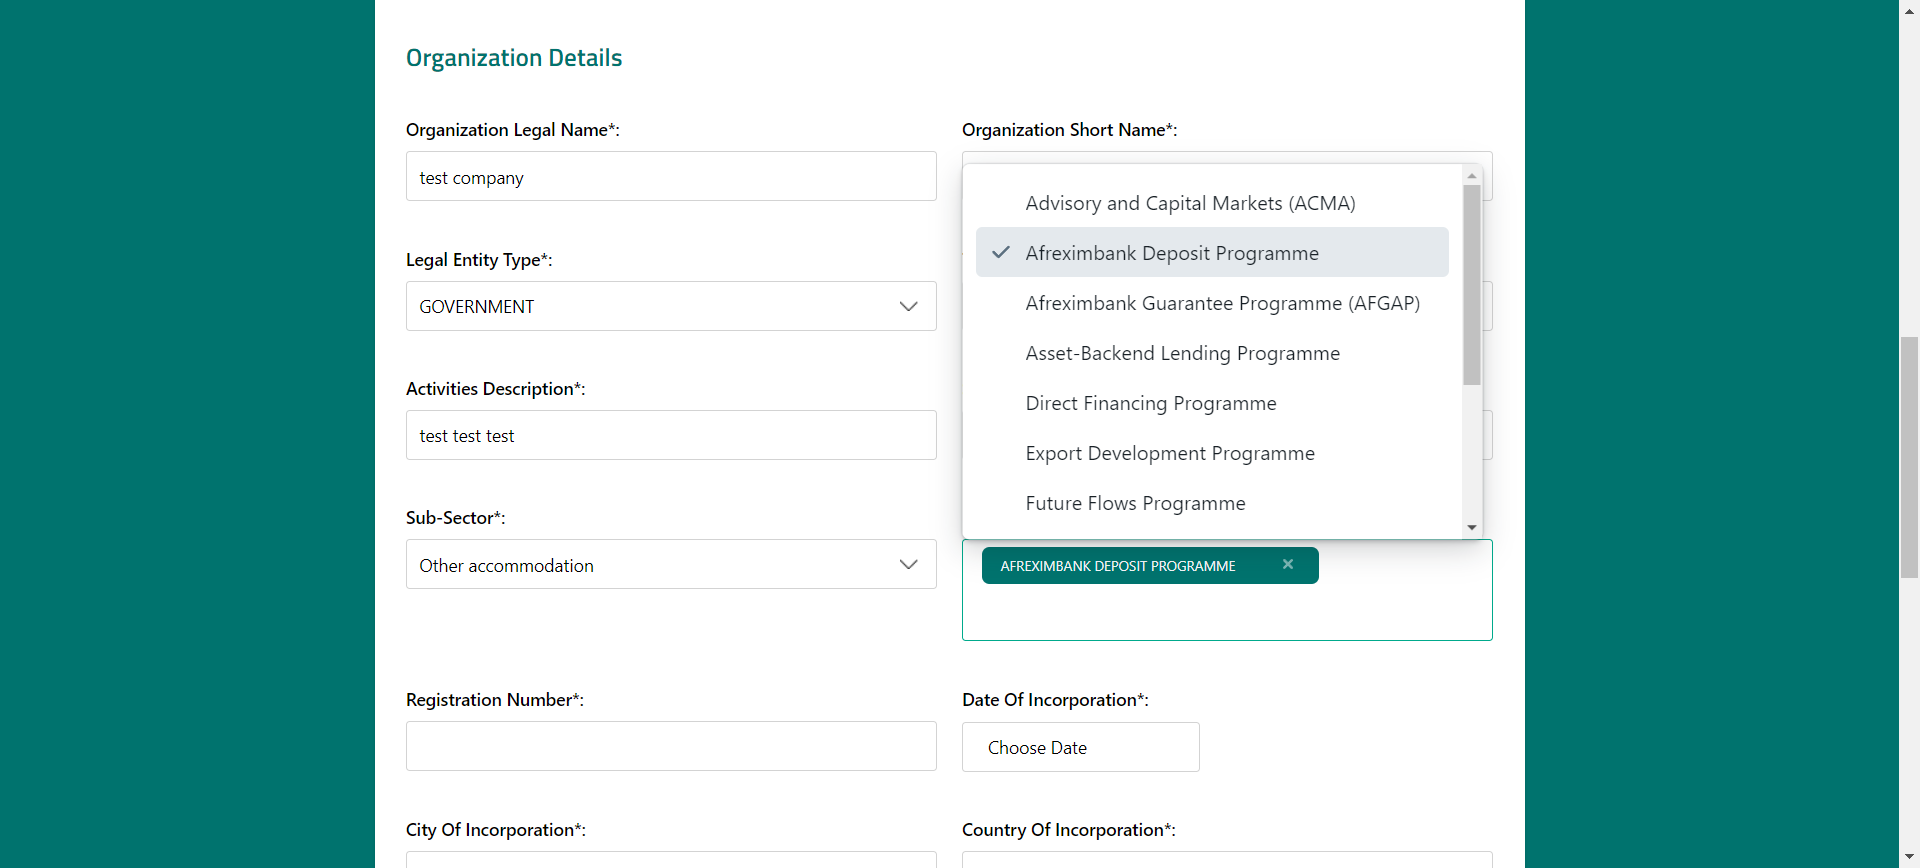 Organization Details
Organization Legal Name*:
Organization Short Name*:
test company
Advisory and Capital Markets (ACMA)
Afreximbank Deposit Programme
Legal Entity Type*:
GOVERNMENT
Afreximbank Guarantee Programme (AFGAP)
Asset-Backend Lending Programme
Activities Description*:
Direct Financing Programme
test test test
Export Development Programme
Future Flows Programme
Sub-Sector*:
Other accommodation
AFREXIMBANK DEPOSIT PROGRAMME
Registration Number*:
Date Of Incorporation*:
Choose Date
City Of Incorporation*:
Country Of Incorporation*: